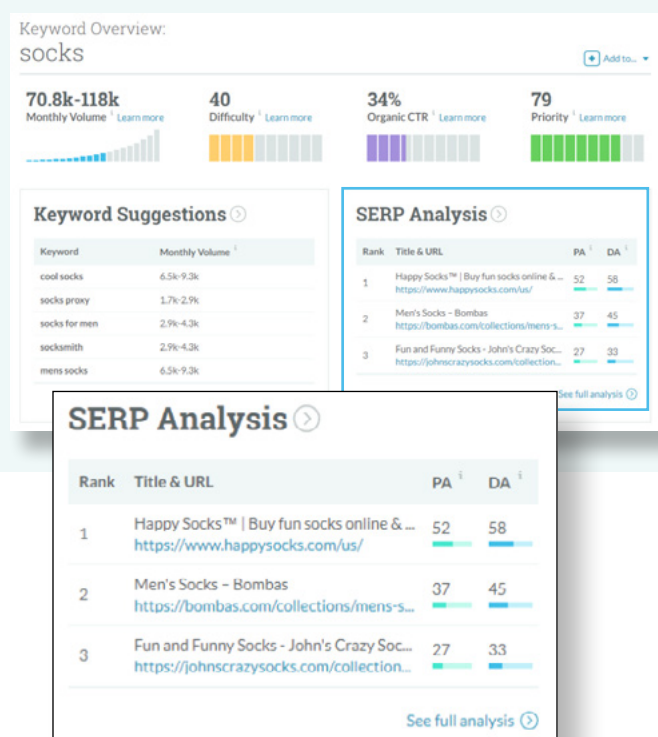 Keyword Overview:
socks
Add to...
70.8k-118k
Monthly Volume i Learn more
40
Difficulty i Learn more
34%
Organic CTR i Learn more
79
Priority i Learn more
Keyword Suggestions
Keyword Monthly Volume i
cool socks 6.5k-9.3k
socks proxy 1.7k-2.9k
socks for men 2.9k-4.3k
socksmith 2.9k-4.3k
mens socks 6.5k-9.3k
SERP Analysis
Rank Title & URL PA i DA i
1 Happy Socks™ | Buy fun socks online & ... 52 58
https://www.happysocks.com/us/
2 Men's Socks – Bombas 37 45
https://bombas.com/collections/mens-s...
3 Fun and Funny Socks - John's Crazy Soc... 27 33
https://johnscrazysocks.com/collection...
See full analysis
SERP Analysis
Rank Title & URL PA i DA i
1 Happy Socks™ | Buy fun socks online & ... 52 58
https://www.happysocks.com/us/
2 Men's Socks – Bombas 37 45
https://bombas.com/collections/mens-s...
3 Fun and Funny Socks - John's Crazy Soc... 27 33
https://johnscrazysocks.com/collection...
See full analysis